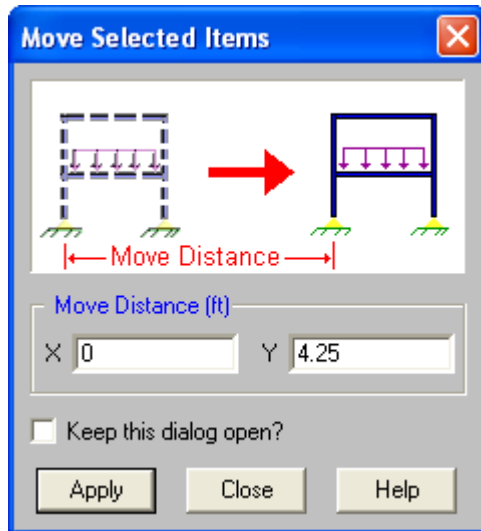 Move Selected Items
Move Distance
Move Distance (ft)
X 0 Y 4.25
Keep this dialog open?
Apply Close Help